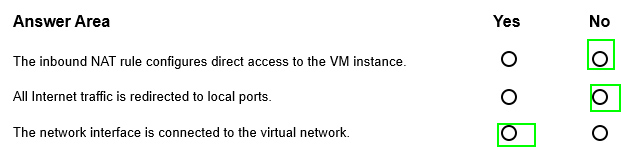 Answer Area Yes No
The inbound NAT rule configures direct access to the VM instance.
All Internet traffic is redirected to local ports.
The network interface is connected to the virtual network.